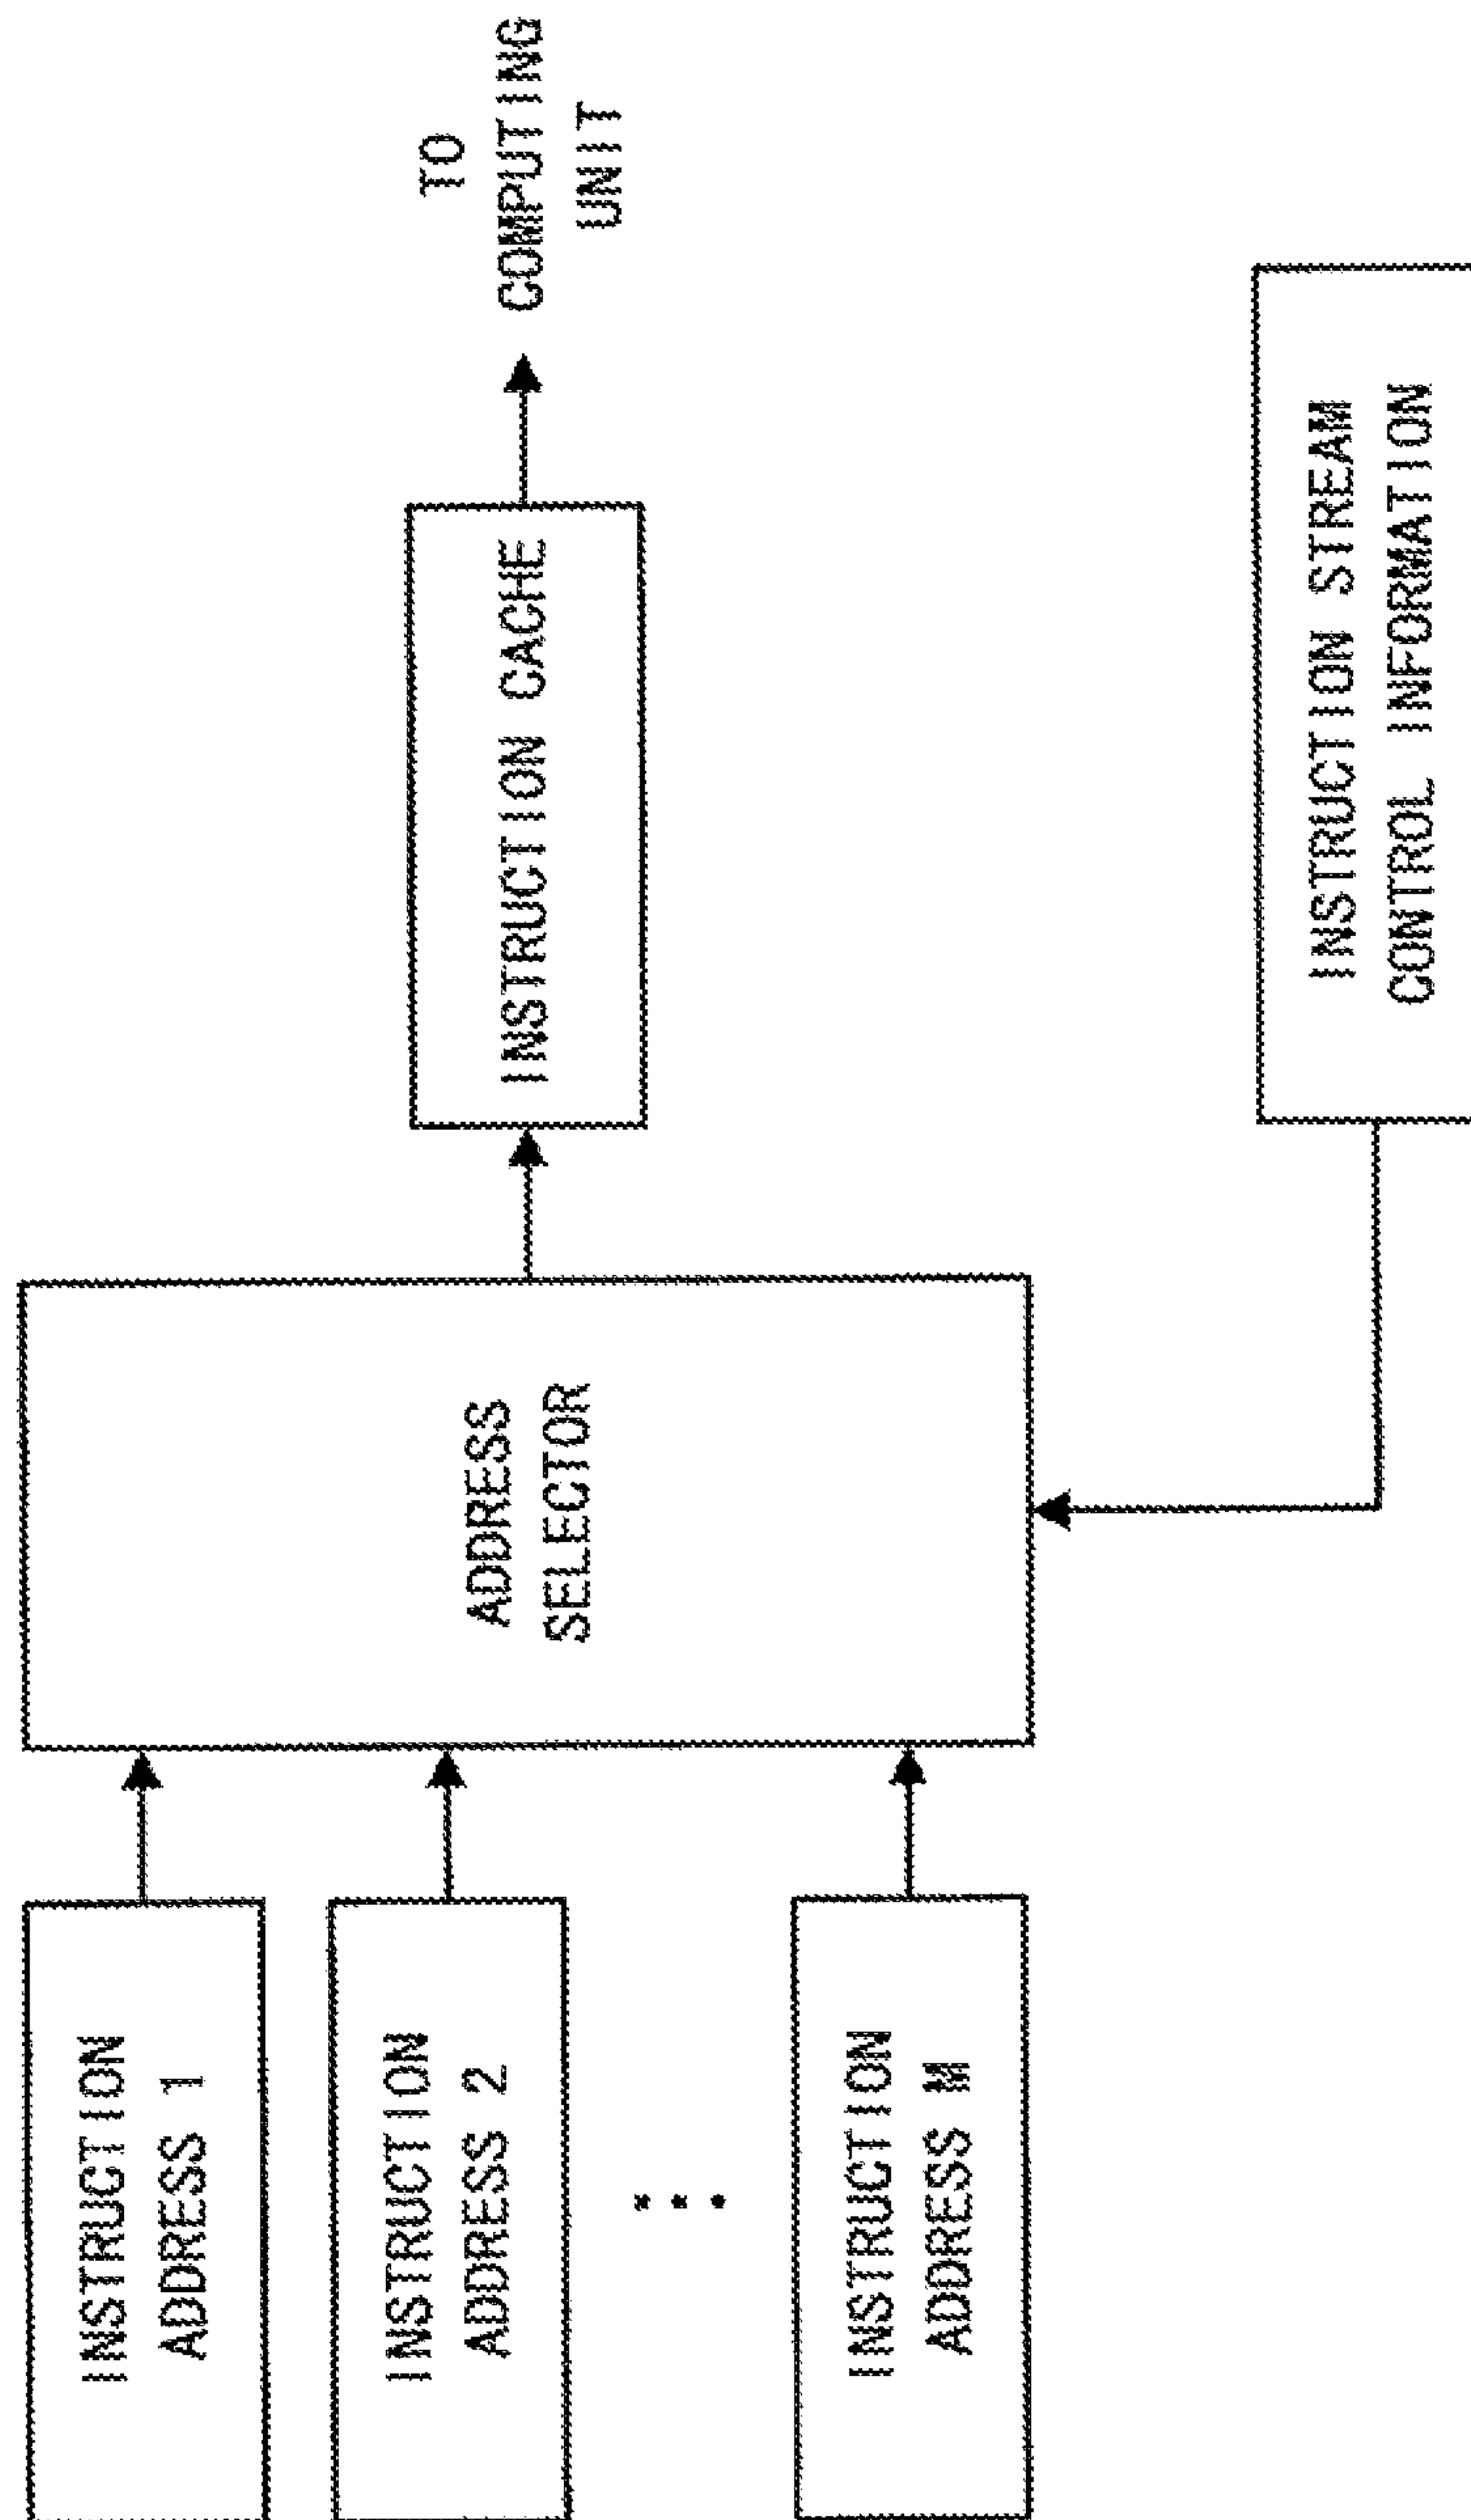 INSTRUCTION
ADDRESS 1
INSTRUCTION
ADDRESS 2
INSTRUCTION
ADDRESS M
ADDRESS
SELECTOR
INSTRUCTION CACHE
TO
COMPUTING
UNIT
INSTRUCTION STREAM
CONTROL INFORMATION